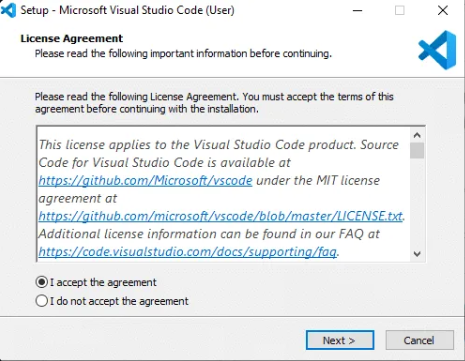 Setup - Microsoft Visual Studio Code (User)
License Agreement
Please read the following important information before continuing.
Please read the following License Agreement. You must accept the terms of this
agreement before continuing with the installation.
This license applies to the Visual Studio Code product. Source
Code for Visual Studio Code is available at
https://github.com/Microsoft/vscode under the MIT license
agreement at
https://github.com/microsoft/vscode/blob/master/LICENSE.txt.
Additional license information can be found in our FAQ at
https://code.visualstudio.com/docs/supporting/faq.
I accept the agreement
I do not accept the agreement
Next >
Cancel